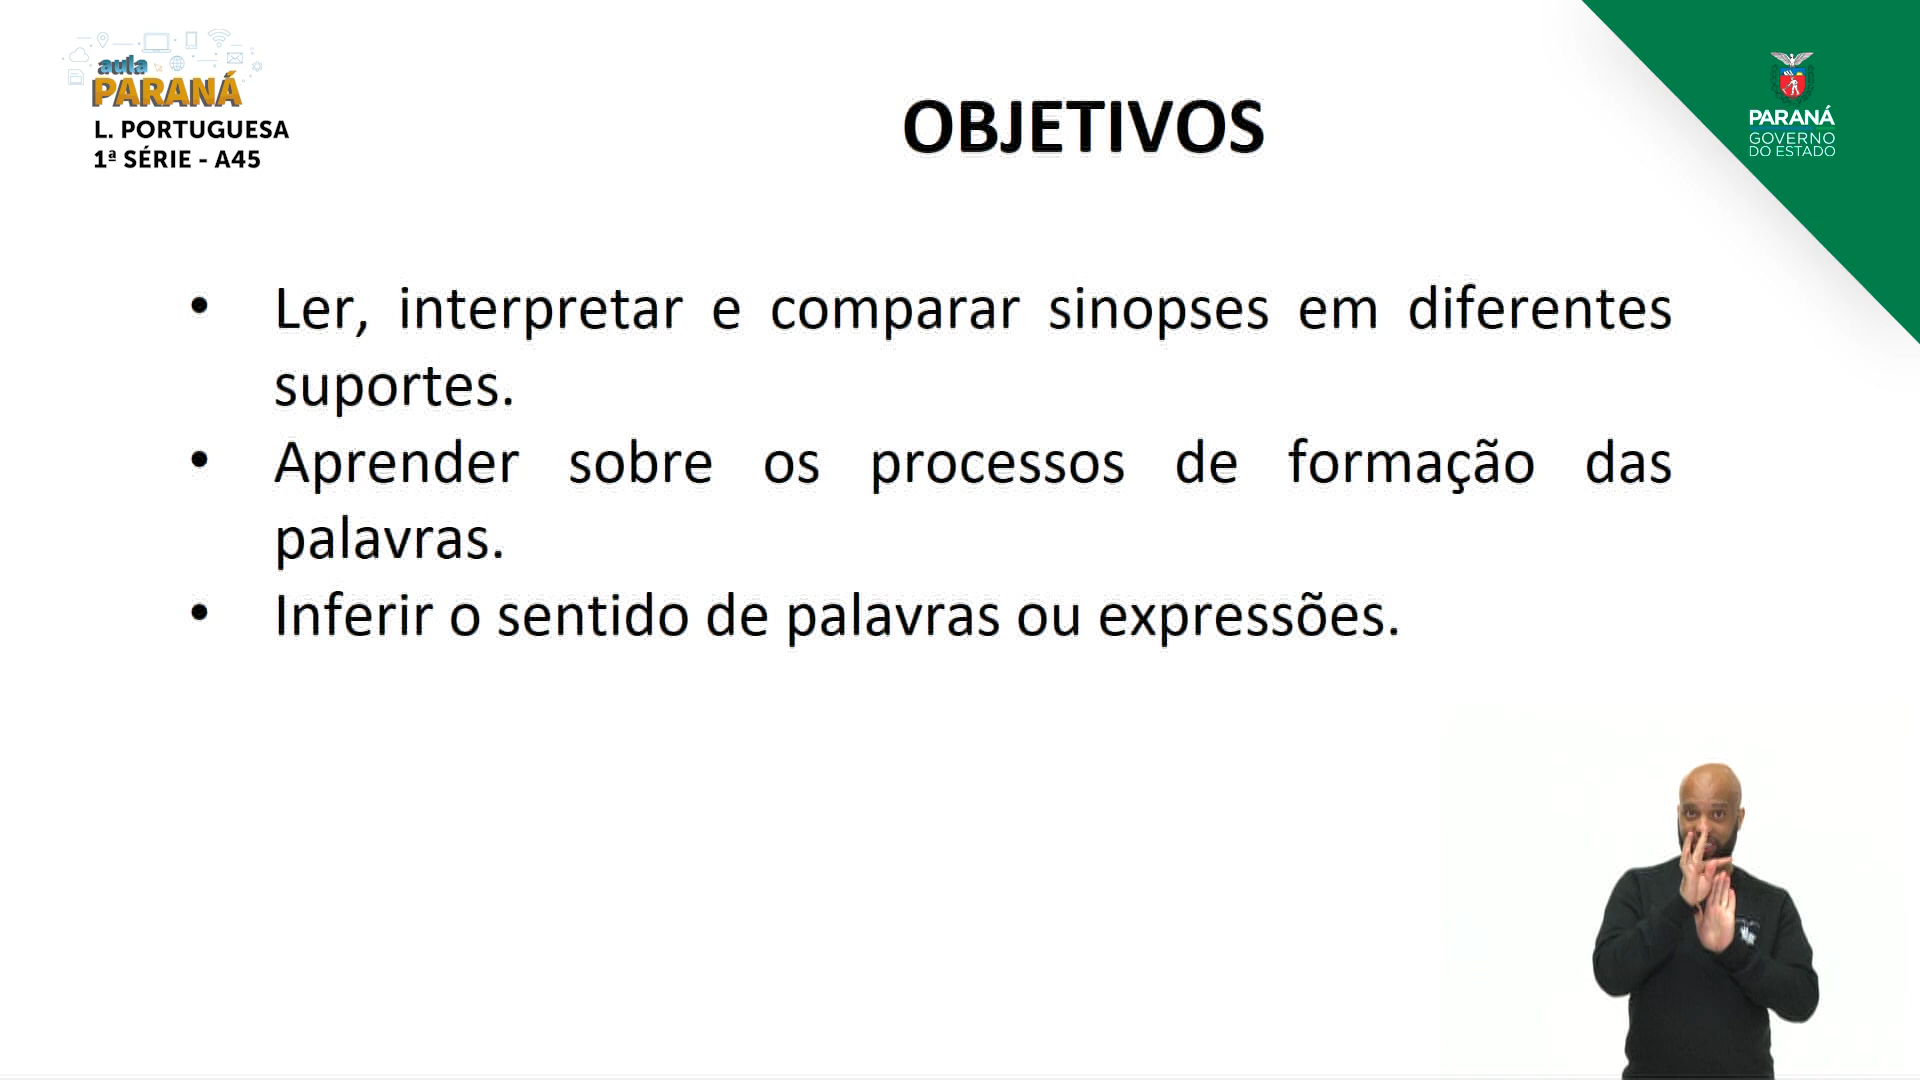 aula
PARANÁ
L. PORTUGUESA
1ª SÉRIE - A45
OBJETIVOS
PARANÁ
GOVERNO
DO ESTADO
• Ler, interpretar e comparar sinopses em diferentes
suportes.
• Aprender sobre os processos de formação das
palavras.
• Inferir o sentido de palavras ou expressões.